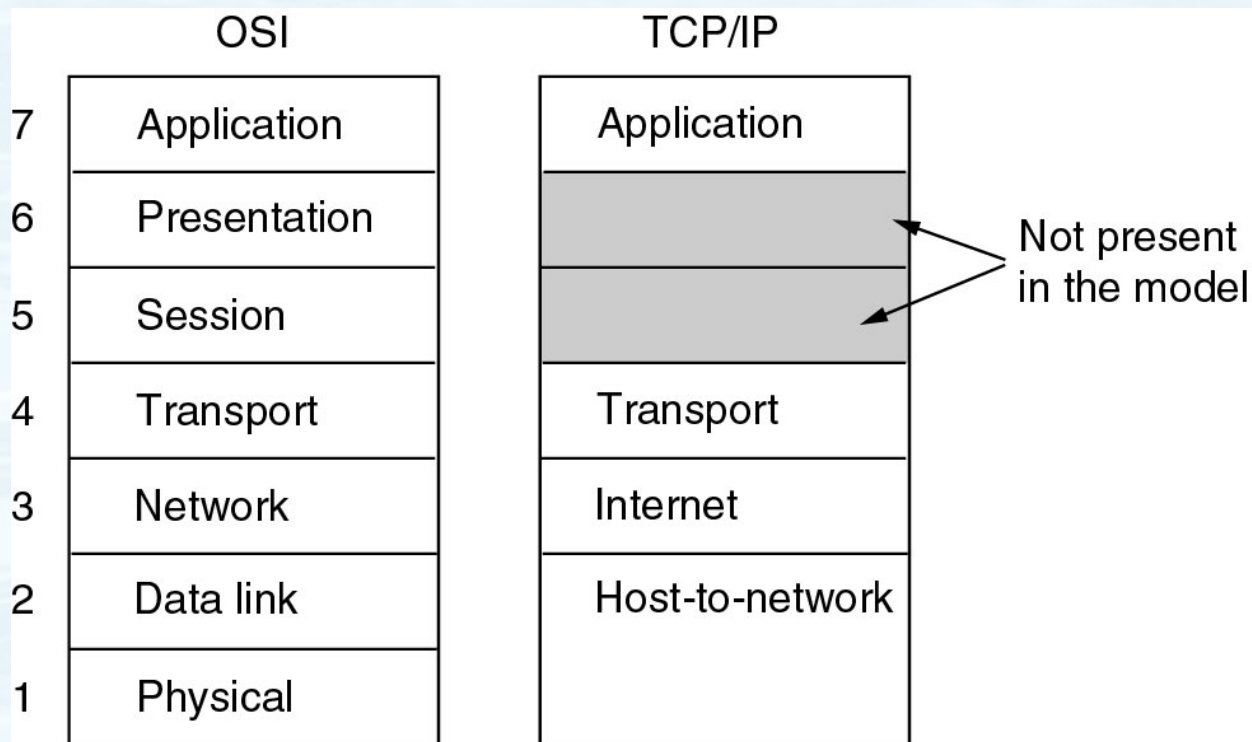 OSI TCP/IP
7 Application Application
6 Presentation
Not present
in the model
5 Session
4 Transport Transport
3 Network Internet
2 Data link Host-to-network
1 Physical